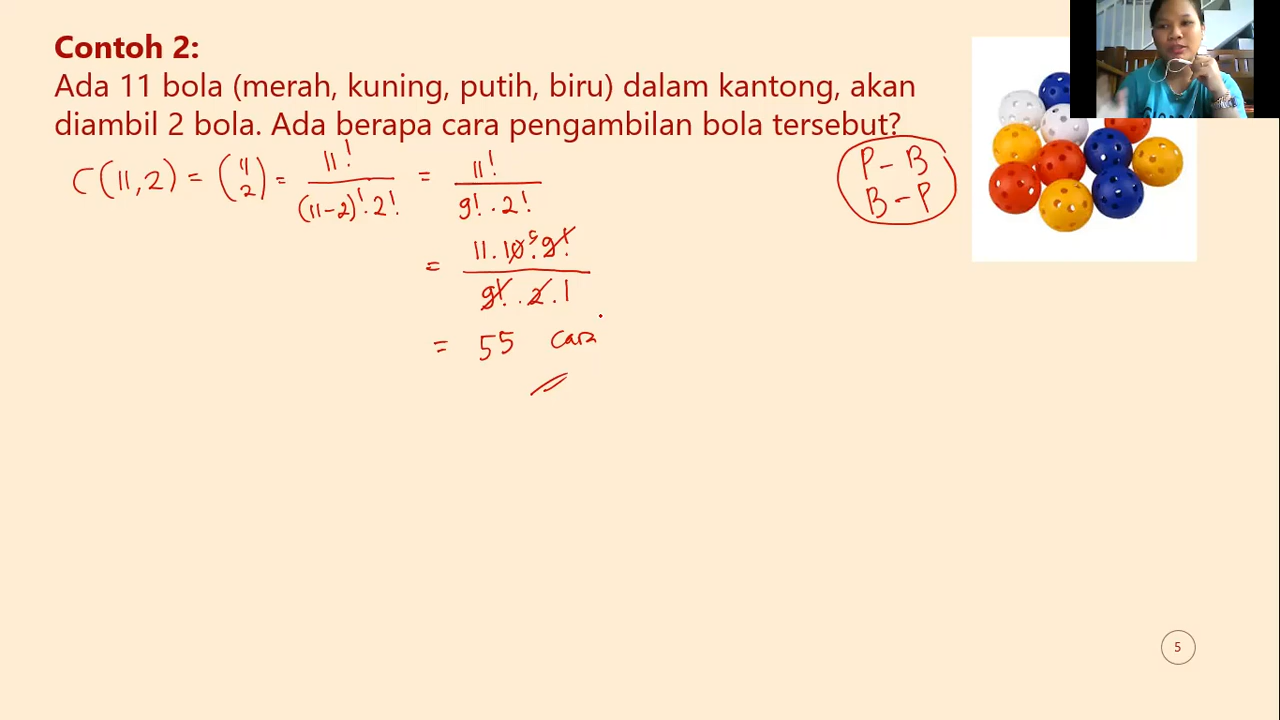 Contoh 2:
Ada 11 bola (merah, kuning, putih, biru) dalam kantong, akan
diambil 2 bola. Ada berapa cara pengambilan bola tersebut?
C(11,2) = (11 2) = 11! / (11-2)! . 2! = 11! / 9! . 2!
= 11 . 10 5 . 9! / 9! . 2 . 1
= 55 cara
P - B
B - P
5